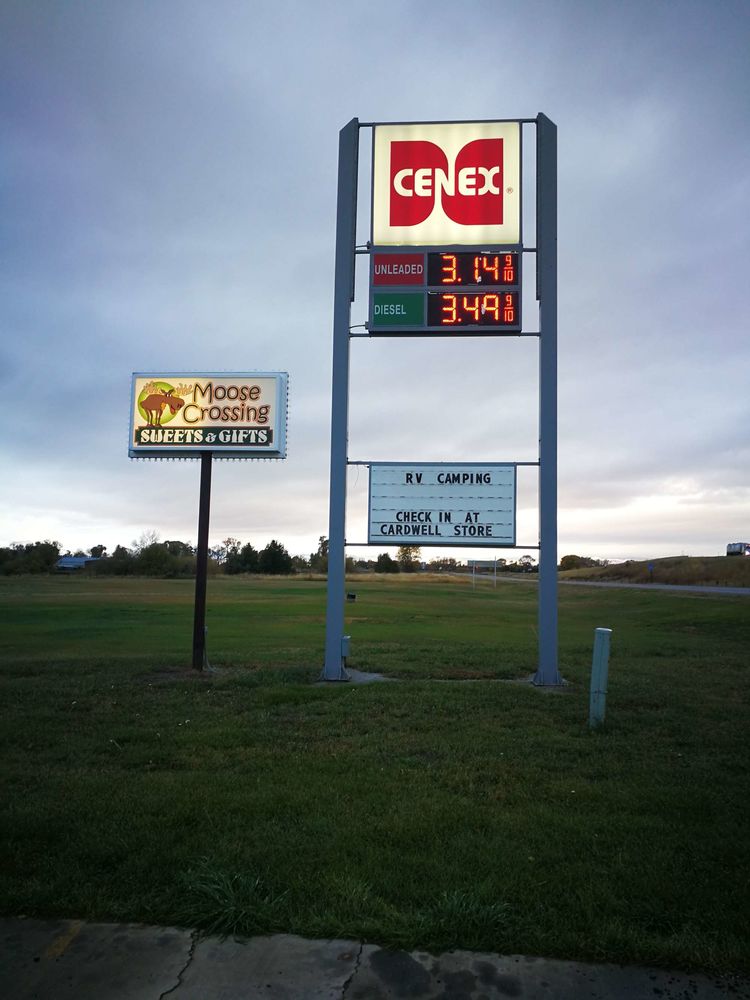 CENEX
®
UNLEADED 3.14 9/10
DIESEL 3.49 9/10
Moose
Crossing
SWEETS & GIFTS
RV CAMPING
CHECK IN AT
CARDWELL STORE